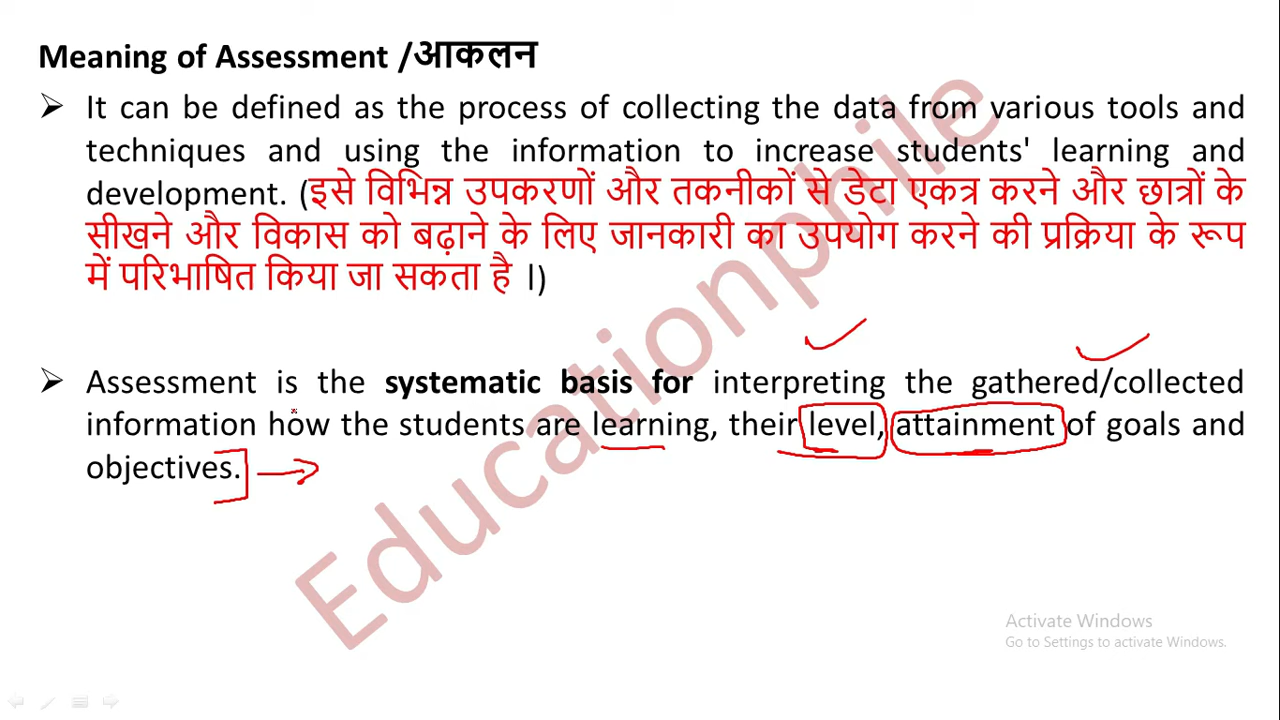 Meaning of Assessment /आकलन
➢ It can be defined as the process of collecting the data from various tools and
techniques and using the information to increase students' learning and
development. (इसे विभिन्न उपकरणों और तकनीकों से डेटा एकत्र करने और छात्रों के
सीखने और विकास को बढ़ाने के लिए जानकारी का उपयोग करने की प्रक्रिया के रूप
में परिभाषित किया जा सकता है ।)
➢ Assessment is the systematic basis for interpreting the gathered/collected
information how the students are learning, their level, attainment of goals and
objectives.
Educationphile
Activate Windows
Go to Settings to activate Windows.